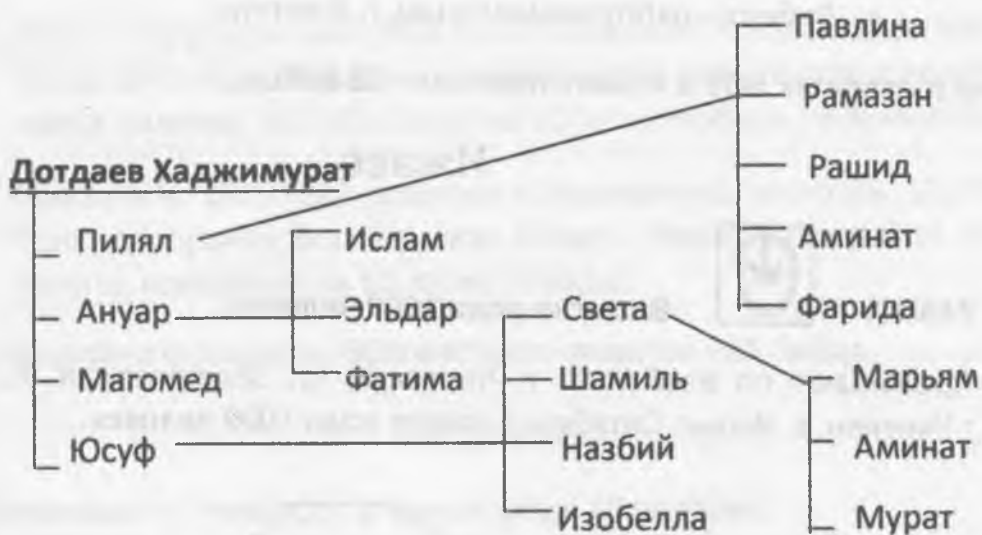 Павлина
Рамазан
Дотдаев Хаджимурат
Рашид
Пилял
Ислам
Аминат
Ануар
Эльдар
Света
Фарида
Магомед
Фатима
Шамиль
Марьям
Юсуф
Назбий
Аминат
Изобелла
Мурат